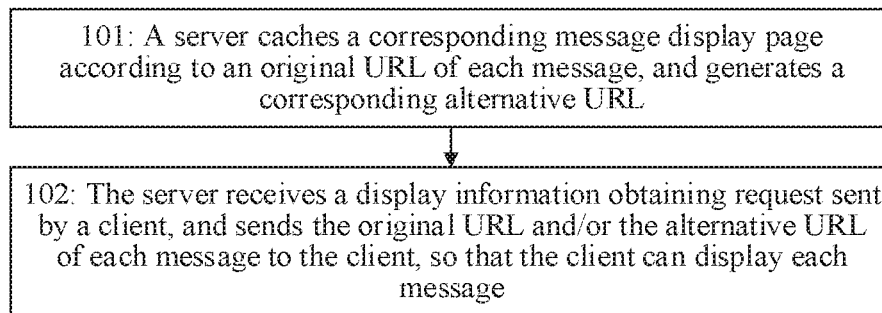 101: A server caches a corresponding message display page
according to an original URL of each message, and generates a
corresponding alternative URL
102: The server receives a display information obtaining request sent
by a client, and sends the original URL and/or the alternative URL
of each message to the client, so that the client can display each
message